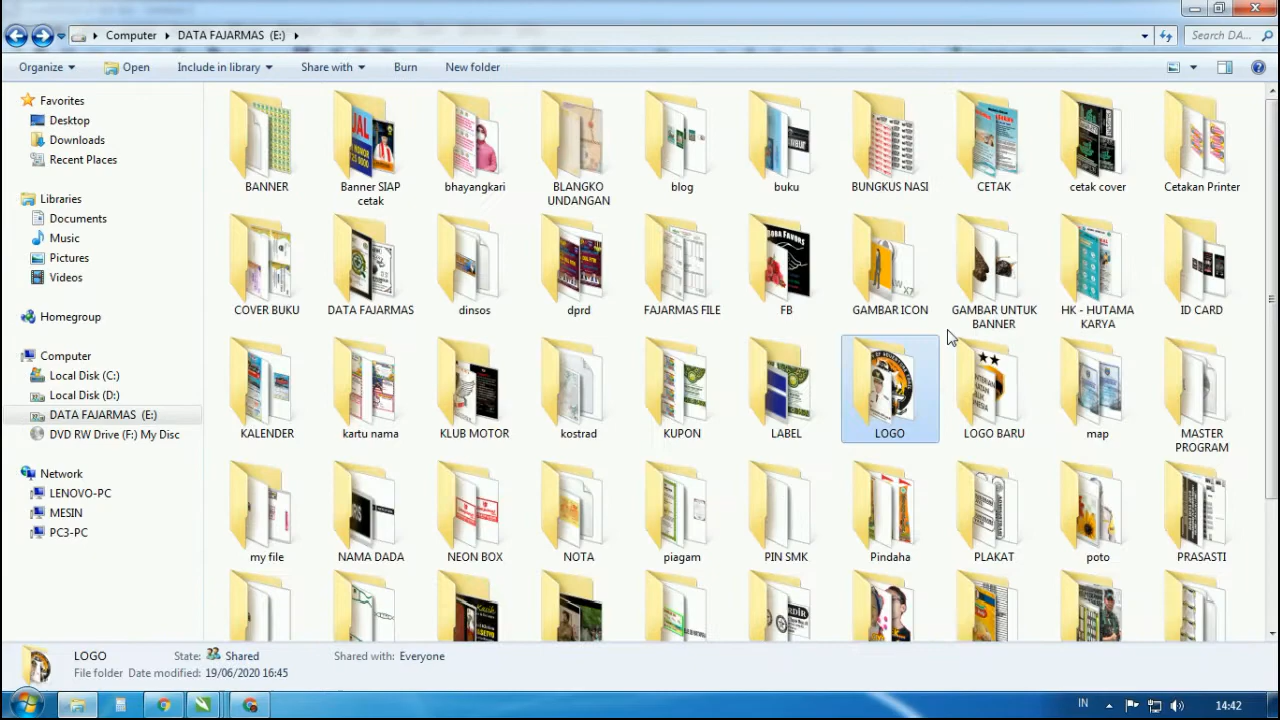 Computer DATA FAJARMAS (E:) Search DA...
Organize Open Include in library Share with Burn New folder
Favorites
Desktop
Downloads
Recent Places
Libraries
Documents
Music
Pictures
Videos
Homegroup
Computer
Local Disk (C:)
Local Disk (D:)
DATA FAJARMAS (E:)
DVD RW Drive (F:) My Disc
Network
LENOVO-PC
MESIN
PC3-PC
BANNER
Banner SIAP
cetak
bhayangkari
BLANGKO
UNDANGAN
blog
buku
BUNGKUS NASI
CETAK
cetak cover
Cetakan Printer
COVER BUKU
DATA FAJARMAS
dinsos
dprd
FAJARMAS FILE
FB
GAMBAR ICON
GAMBAR UNTUK
BANNER
HK - HUTAMA
KARYA
ID CARD
KALENDER
kartu nama
KLUB MOTOR
kostrad
KUPON
LABEL
LOGO
LOGO BARU
map
MASTER
PROGRAM
my file
NAMA DADA
NEON BOX
NOTA
piagam
PIN SMK
Pindaha
PLAKAT
poto
PRASASTI
LOGO State: Shared Shared with: Everyone
File folder Date modified: 19/06/2020 16:45
IN 14:42